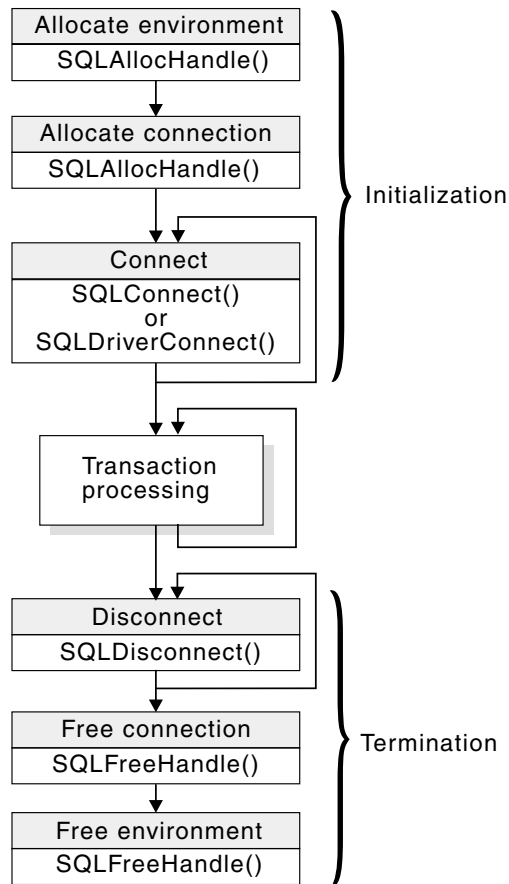 Allocate environment
SQLAllocHandle()
Allocate connection
SQLAllocHandle()
Initialization
Connect
SQLConnect()
or
SQLDriverConnect()
Transaction
processing
Disconnect
SQLDisconnect()
Free connection
Termination
SQLFreeHandle()
Free environment
SQLFreeHandle()